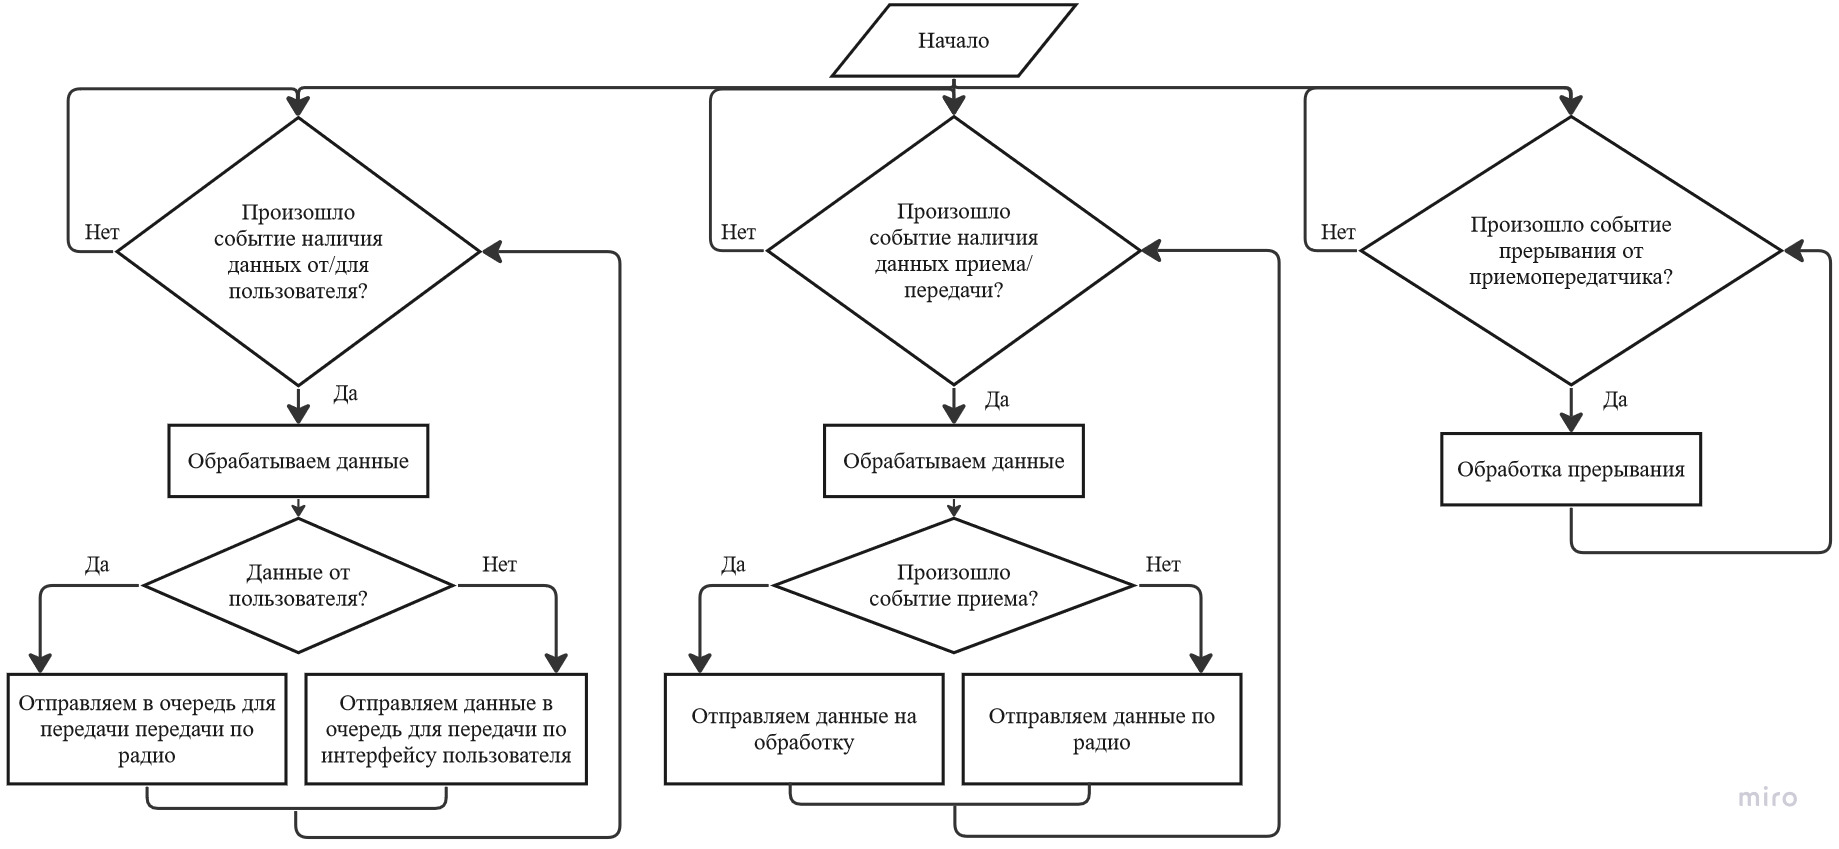 Начало
Нет
Произошло
событие наличия
данных от/для
пользователя?
Да
Обрабатываем данные
Да
Данные от
пользователя?
Нет
Отправляем в очередь для
передачи передачи по
радио
Отправляем данные в
очередь для передачи по
интерфейсу пользователя
Нет
Произошло
событие наличия
данных приема/
передачи?
Да
Обрабатываем данные
Да
Произошло
событие приема?
Нет
Отправляем данные на
обработку
Отправляем данные по
радио
Нет
Произошло событие
прерывания от
приемопередатчика?
Да
Обработка прерывания
miro